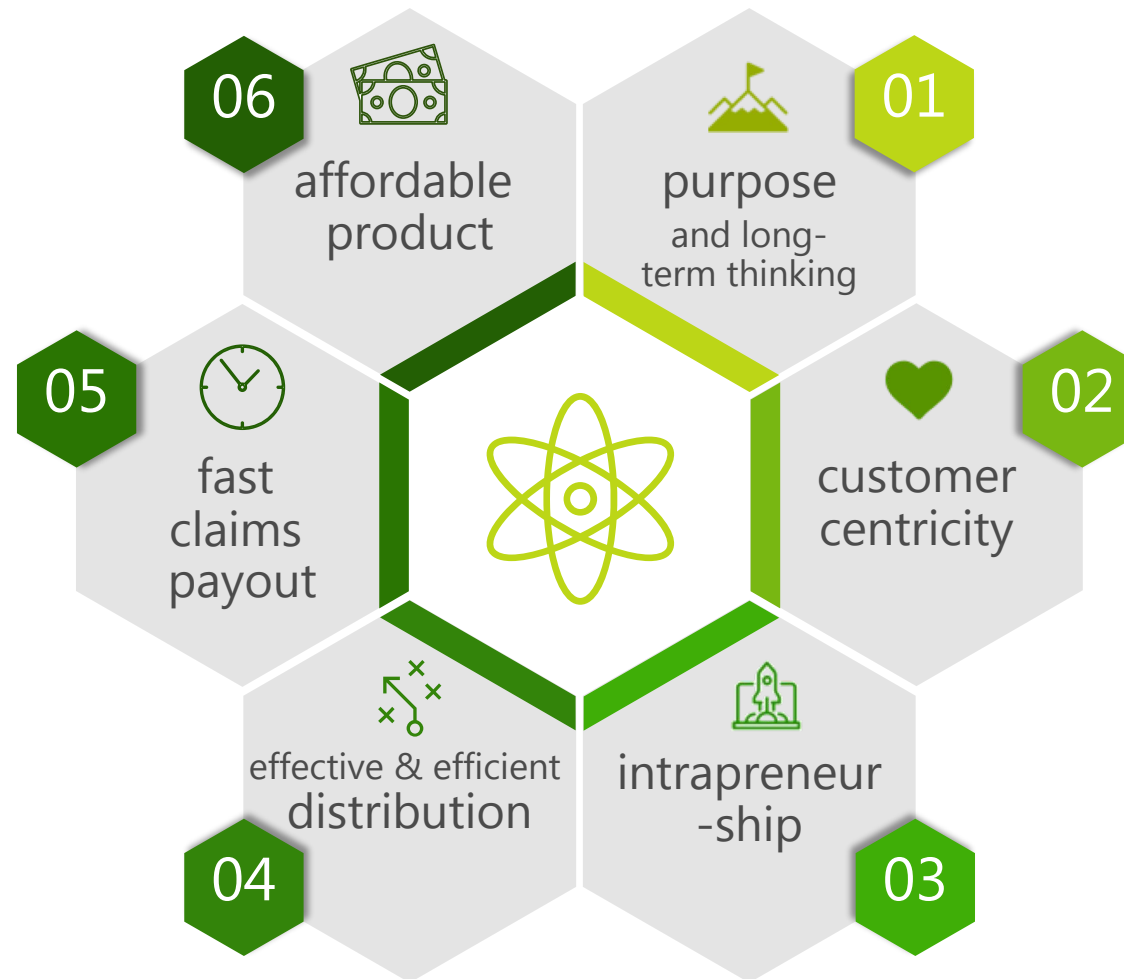 01
purpose
and long-
term thinking
02
customer
centricity
03
intrapreneur
-ship
04
effective & efficient
distribution
05
fast
claims
payout
06
affordable
product